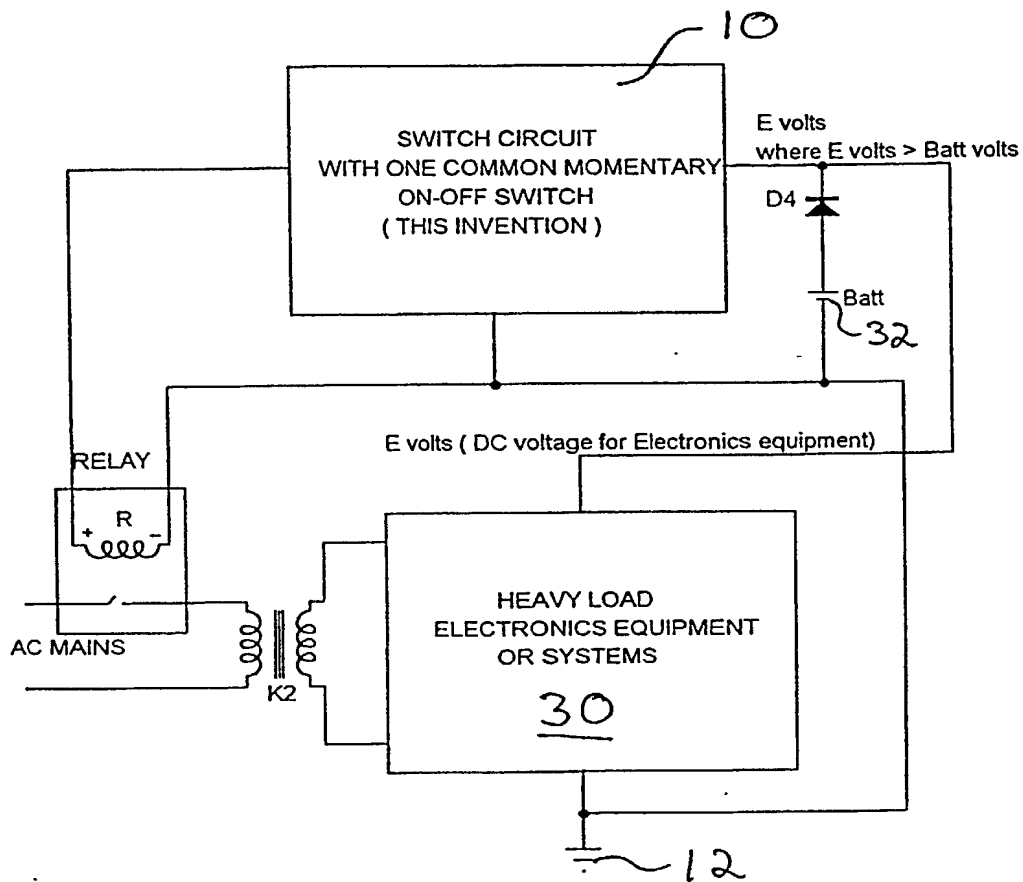 10
SWITCH CIRCUIT
WITH ONE COMMON MOMENTARY
ON-OFF SWITCH
( THIS INVENTION )
E volts
where E volts > Batt volts
D4
Batt
32
E volts ( DC voltage for Electronics equipment)
RELAY
R
+ -
AC MAINS
K2
HEAVY LOAD
ELECTRONICS EQUIPMENT
OR SYSTEMS
30
12